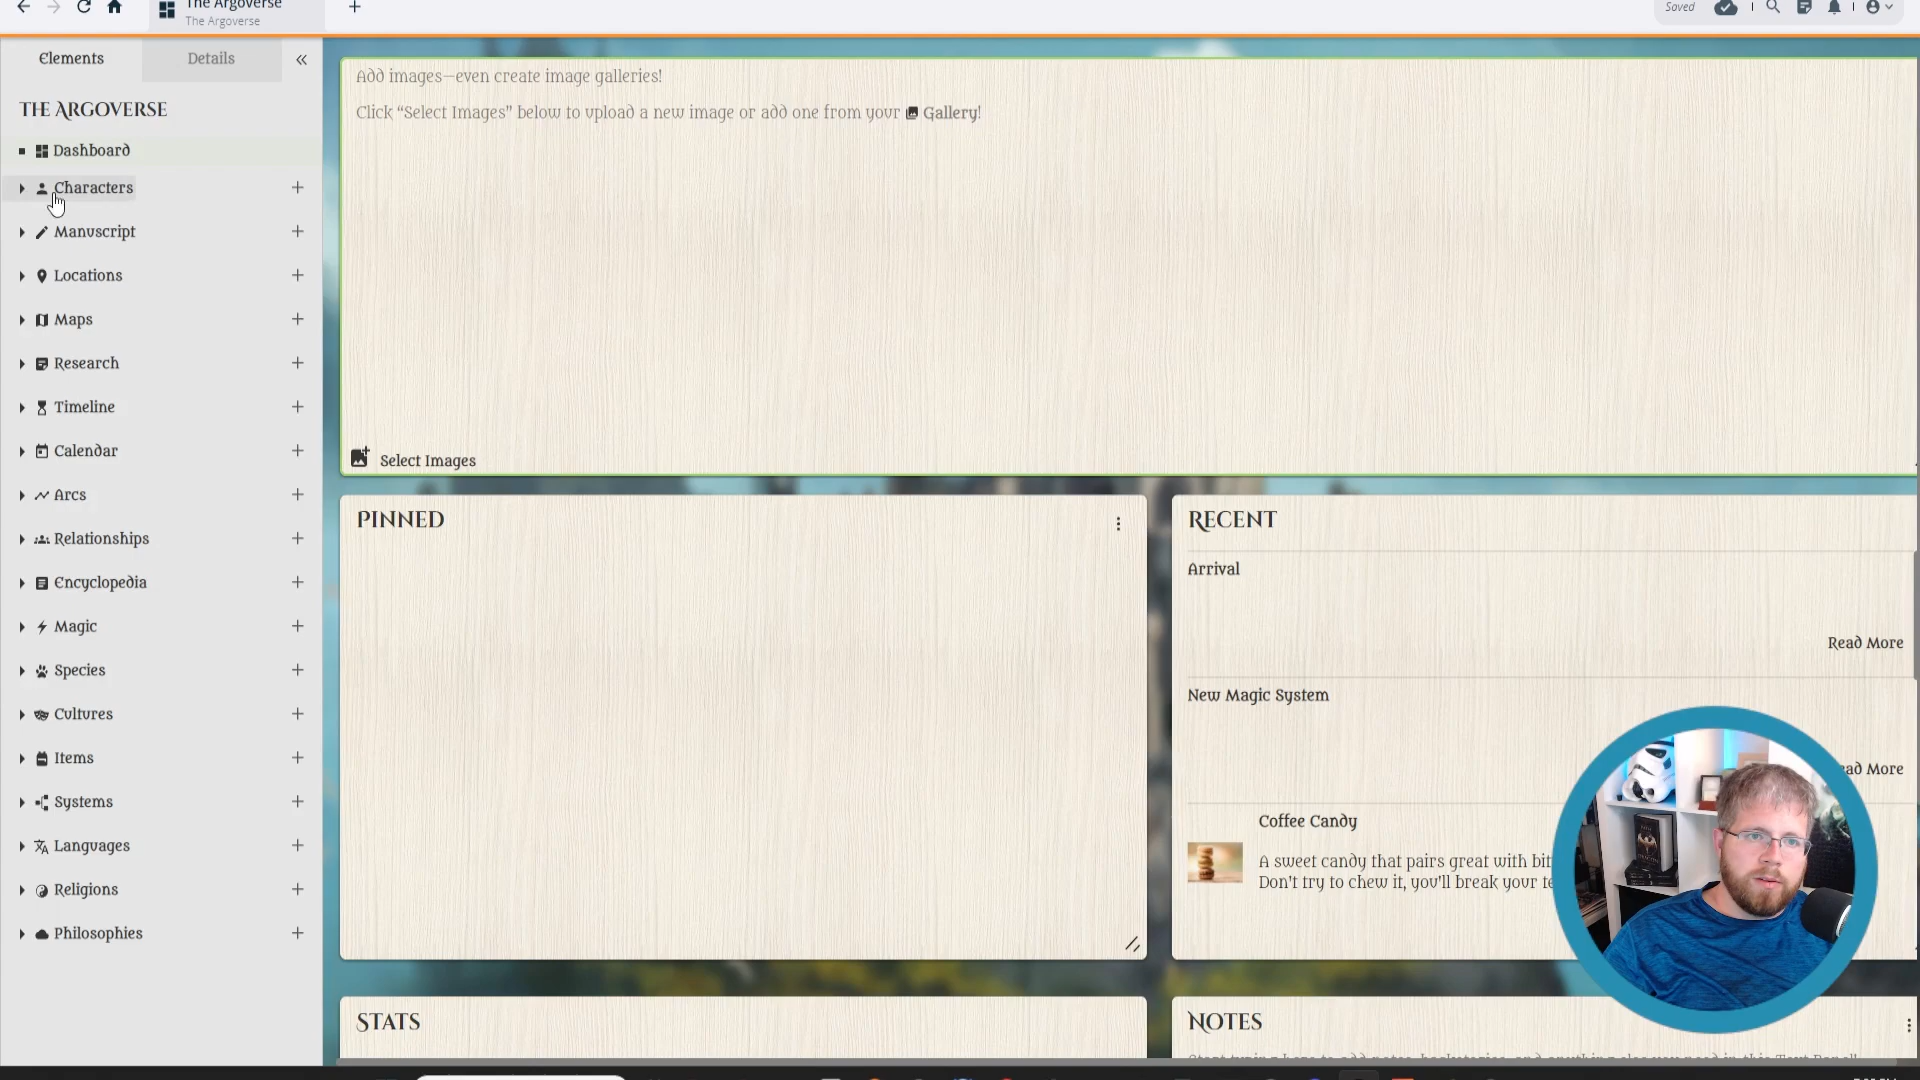 The Argoverse
The Argoverse
Saved
Elements
Details
THE ARGOVERSE
Dashboard
Characters
Manuscript
Locations
Maps
Research
Timeline
Calendar
Arcs
Relationships
Encyclopedia
Magic
Species
Cultures
Items
Systems
Languages
Religions
Philosophies
Add images—even create image galleries!
Click “Select Images” below to upload a new image or add one from your Gallery!
Select Images
PINNED
RECENT
Arrival
Read More
New Magic System
More
Coffee Candy
A sweet candy that pairs great with
Don't try to chew it, you'll break your
STATS
NOTES